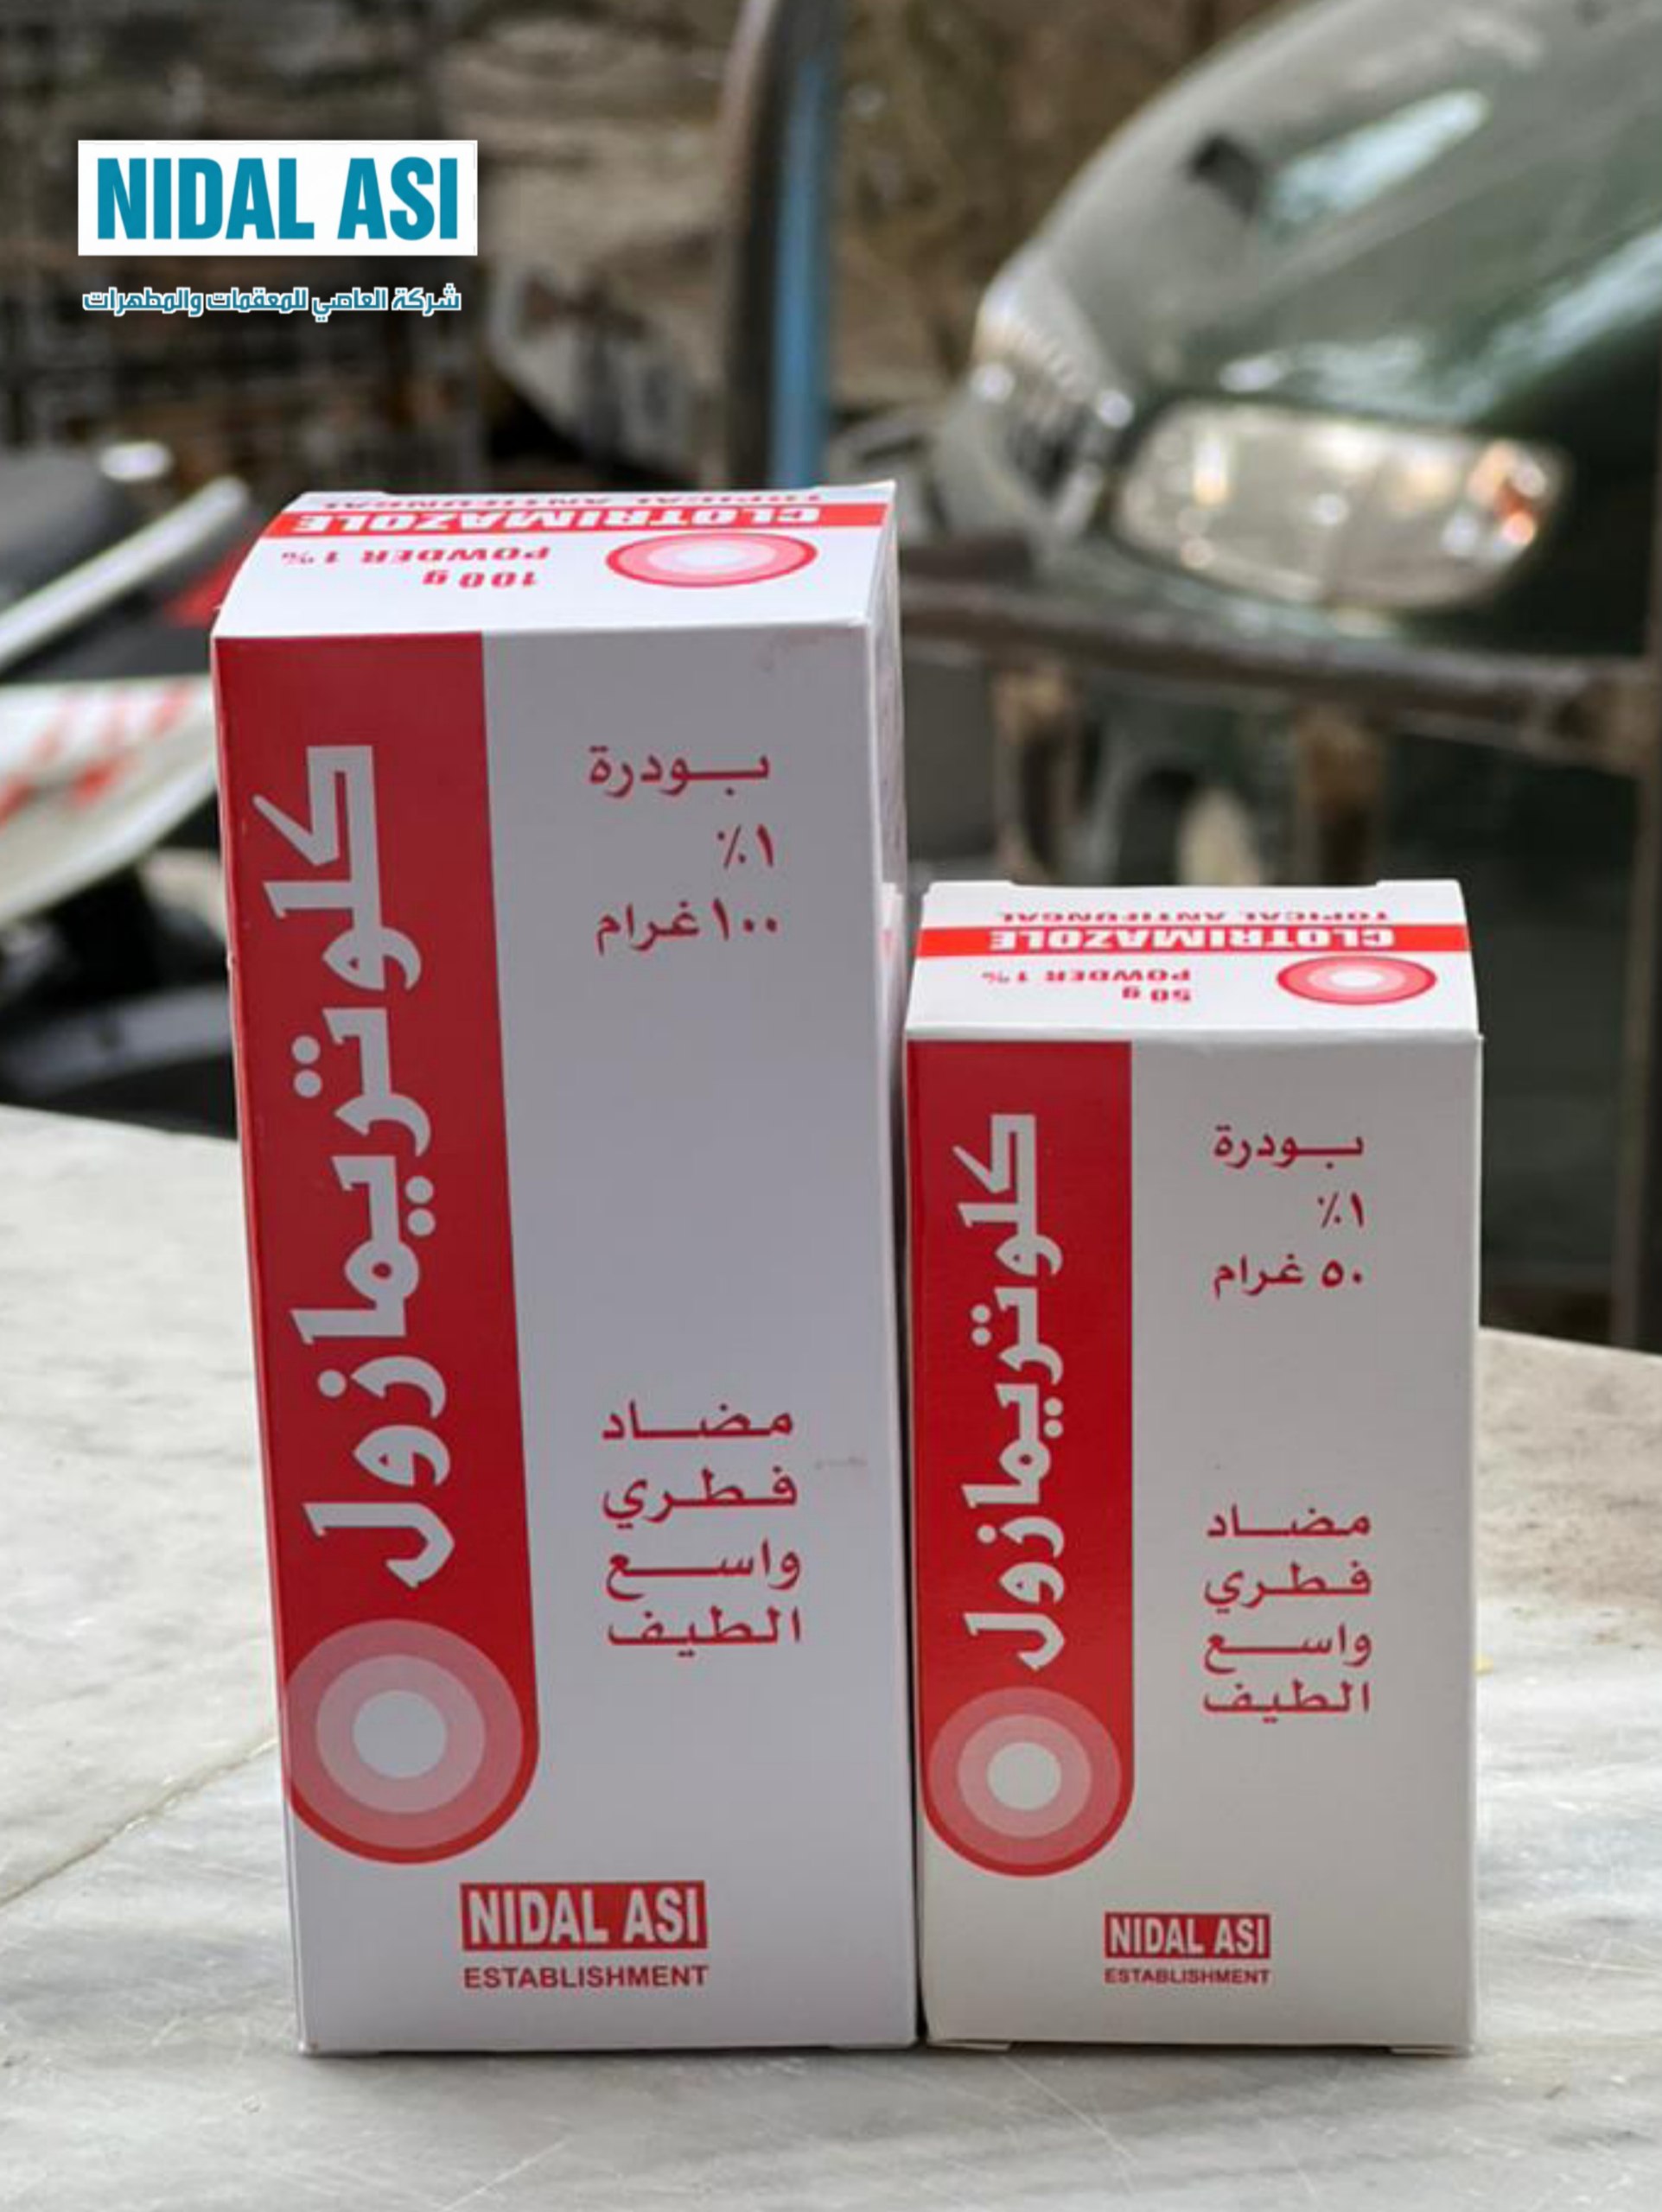 NIDAL ASI
شركة العاصي للمعقمات والمطهرات
TOPICAL ANTIFUNGAL
CLOTRIMAZOLE
POWDER 1%
100 g
كلوتريمازول
بودرة
١٪
١٠٠ غرام
مضاد
فطري
واسع
الطيف
NIDAL ASI
ESTABLISHMENT
TOPICAL ANTIFUNGAL
CLOTRIMAZOLE
POWDER 1%
50 g
كلوتريمازول
بودرة
١٪
٥٠ غرام
مضاد
فطري
واسع
الطيف
NIDAL ASI
ESTABLISHMENT